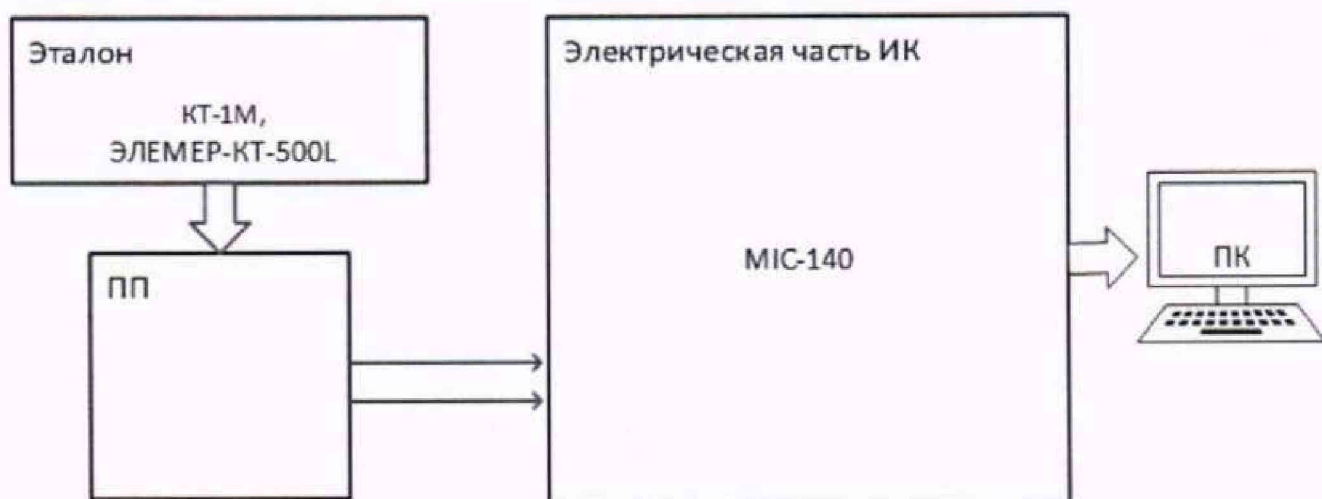 Эталон
КТ-1М,
ЭЛЕМЕР-КТ-500L
ПП
Электрическая часть ИК
MIC-140
ПК